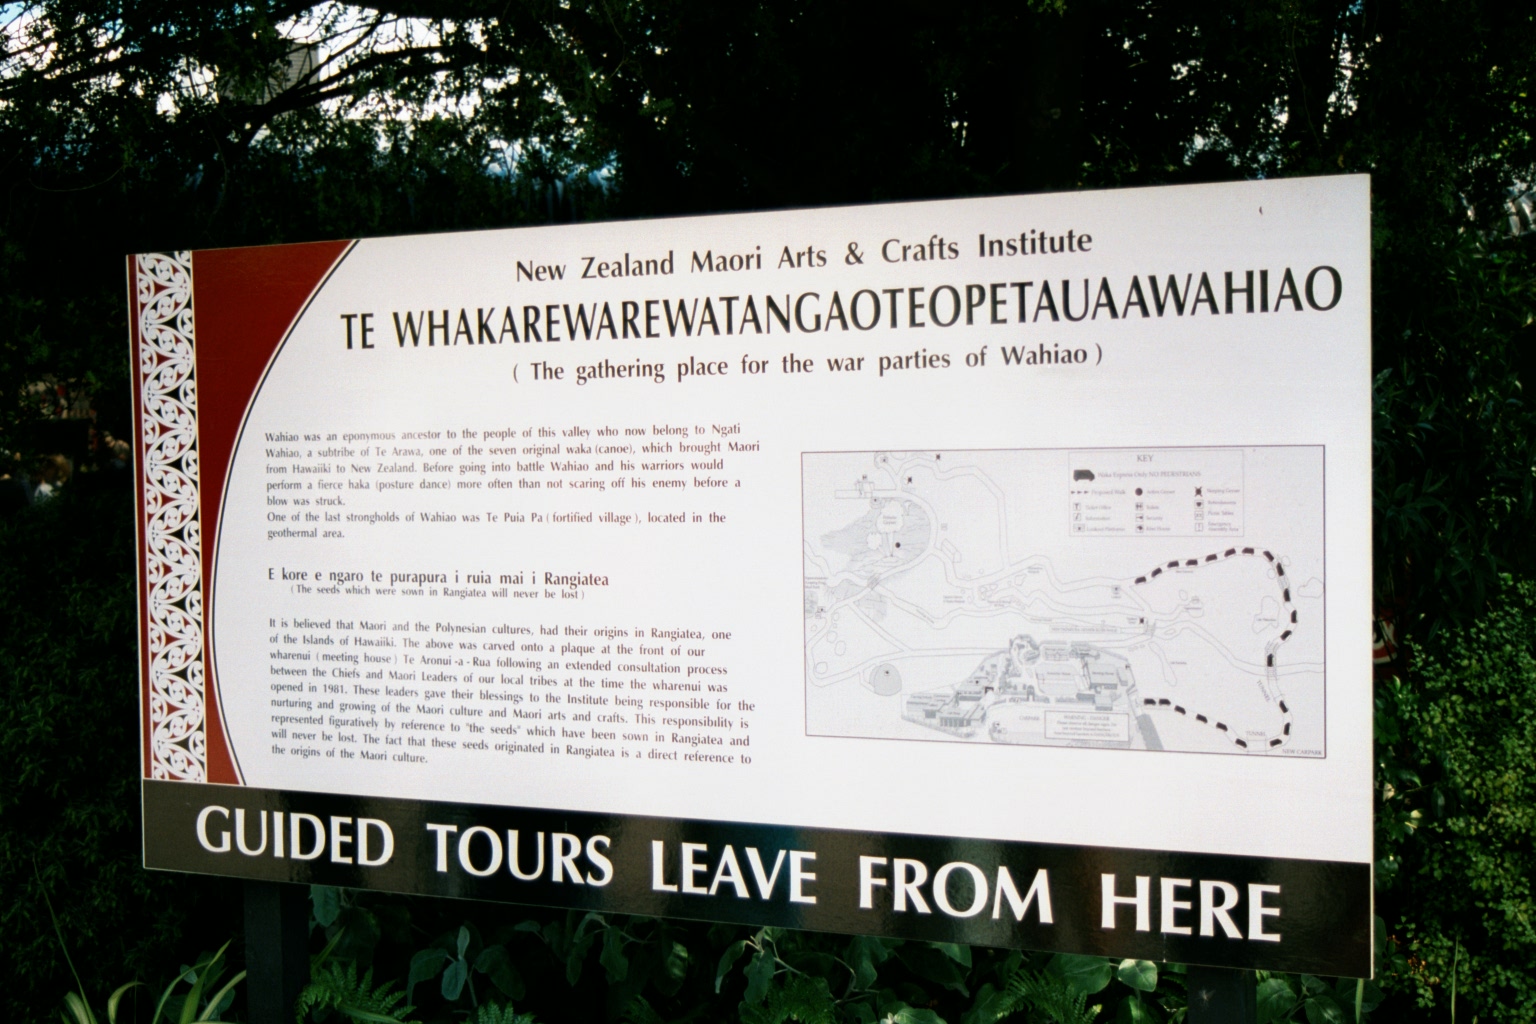 New Zealand Maori Arts & Crafts Institute
TE WHAKAREWAREWATANGAOTEOPETAUAAWAHIAO
( The gathering place for the war parties of Wahiao )
Wahiao was an eponymous ancestor to the people of this valley who now belong to Ngati
Wahiao, a subtribe of Te Arawa, one of the seven original waka (canoe), which brought Maori
from Hawaiiki to New Zealand. Before going into battle Wahiao and his warriors would
perform a fierce haka (posture dance) more often than not scaring off his enemy before a
blow was struck.
One of the last strongholds of Wahiao was Te Puia Pa ( fortified village ), located in the
geothermal area.
E kore e ngaro te purapura i ruia mai i Rangiatea
( The seeds which were sown in Rangiatea will never be lost )
It is believed that Maori and the Polynesian cultures, had their origins in Rangiatea, one
of the Islands of Hawaiiki. The above was carved onto a plaque at the front of our
wharenui ( meeting house ) Te Aronui -a - Rua following an extended consultation process
between the Chiefs and Maori Leaders of our local tribes at the time the wharenui was
opened in 1981. These leaders gave their blessings to the Institute being responsible for the
nurturing and growing of the Maori culture and Maori arts and crafts. This responsibility is
represented figuratively by reference to "the seeds" which have been sown in Rangiatea and
will never be lost. The fact that these seeds originated in Rangiatea is a direct reference to
the origins of the Maori culture.
KEY
Waka Express Only NO PEDESTRIANS
NEW CARPARK
GUIDED TOURS LEAVE FROM HERE